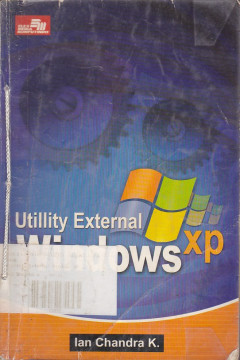 Utillity External
Windows
xp
Ian Chandra K.